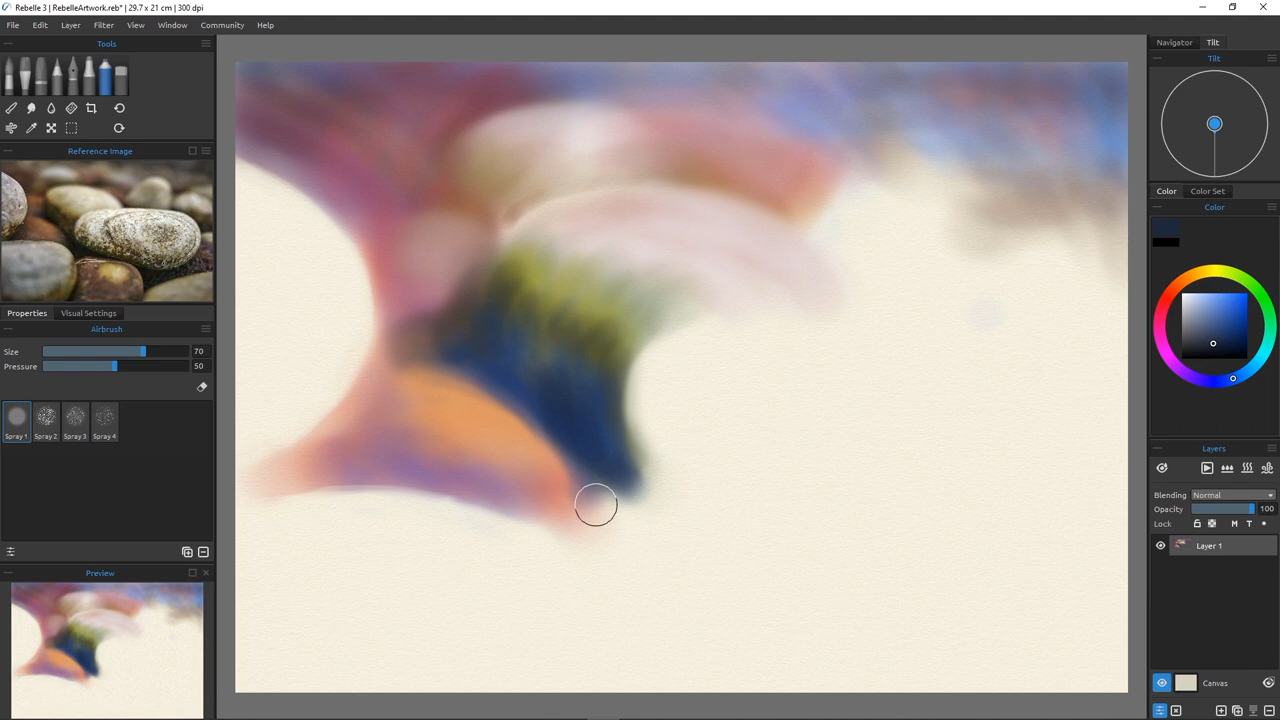 Rebelle 3 | RebelleArtwork.reb* | 29.7 x 21 cm | 300 dpi
File Edit Layer Filter View Window Community Help
Tools
Reference Image
Properties Visual Settings
Airbrush
Size 70
Pressure 50
Spray 1 Spray 2 Spray 3 Spray 4
Preview
Navigator Tilt
Tilt
Color Color Set
Color
Layers
Blending Normal
Opacity 100
Lock M T
Layer 1
Canvas